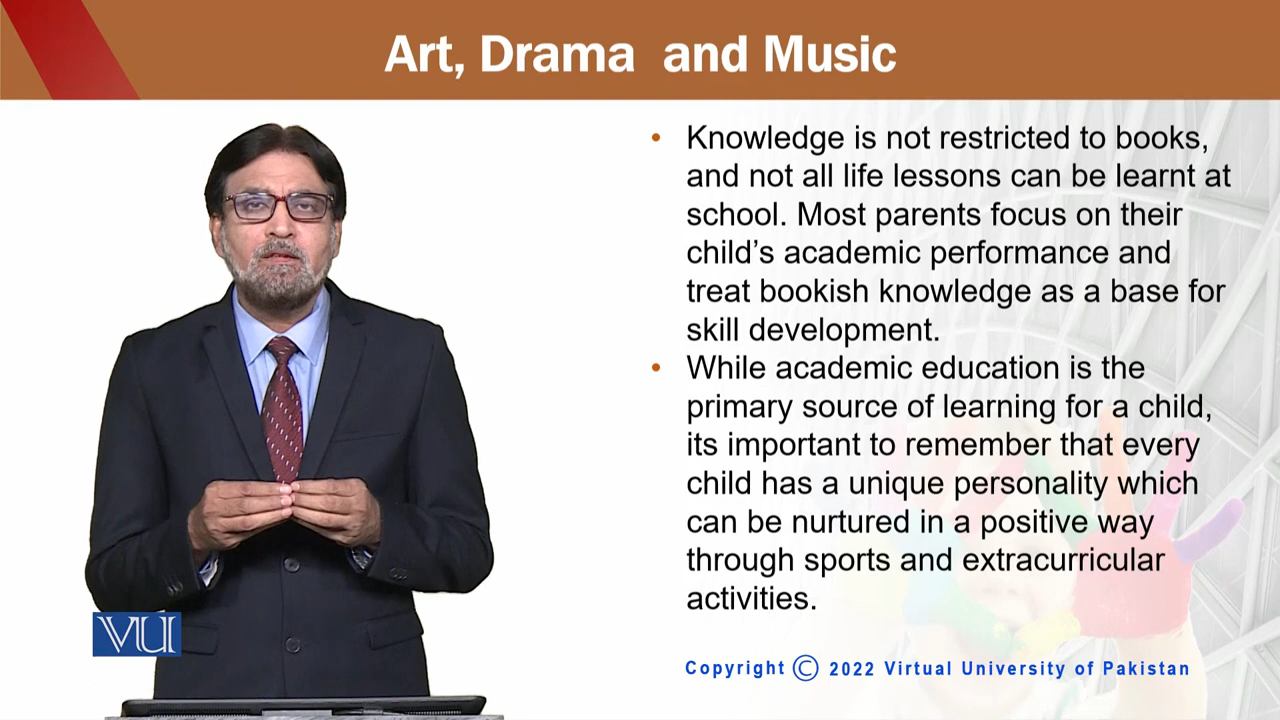 Art, Drama and Music
• Knowledge is not restricted to books,
and not all life lessons can be learnt at
school. Most parents focus on their
child’s academic performance and
treat bookish knowledge as a base for
skill development.
• While academic education is the
primary source of learning for a child,
its important to remember that every
child has a unique personality which
can be nurtured in a positive way
through sports and extracurricular
activities.
VU
Copyright © 2022 Virtual University of Pakistan